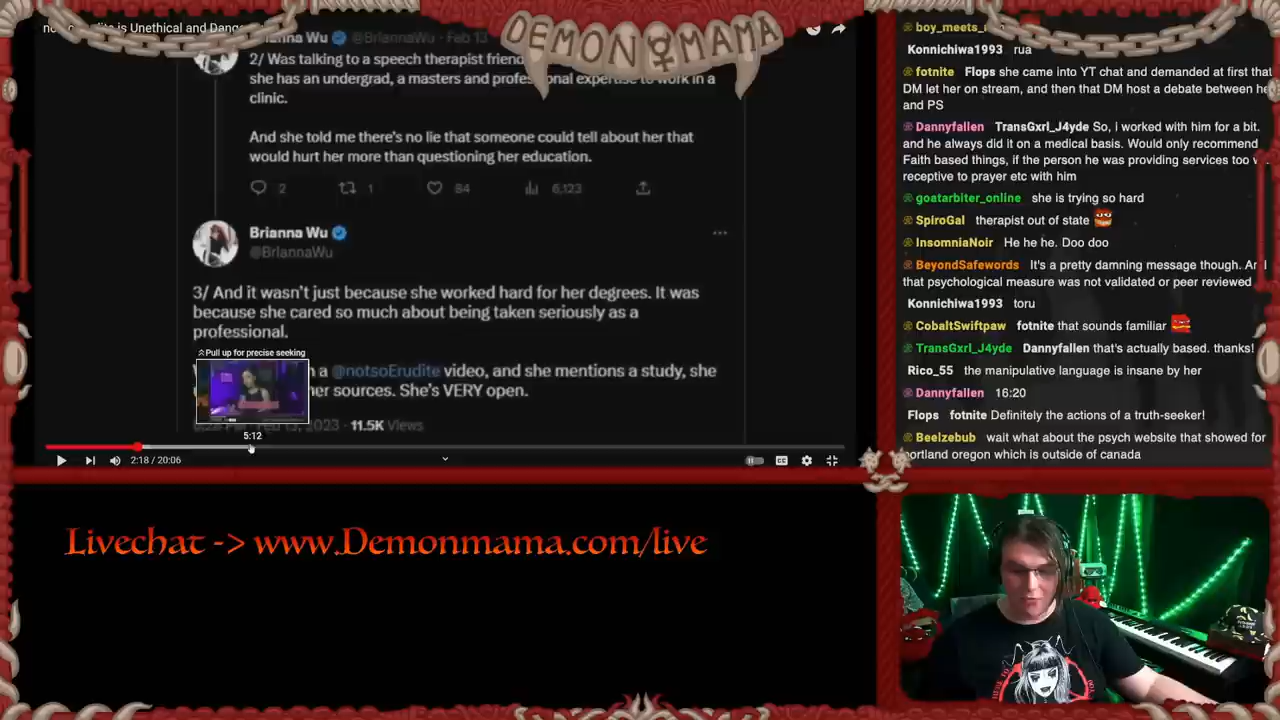 is Unethical and
DEMON MAMA
@BriannaWu · Feb 13
2/ Was talking to a speech therapist
she has an undergrad, a masters and expertise to work in a
clinic.
And she told me there's no lie that someone could tell about her that
would hurt her more than questioning her education.
2 1 84 6,123
Brianna Wu
@BriannaWu
3/ And it wasn't just because she worked hard for her degrees. It was
because she cared so much about being taken seriously as a
professional.
Pull up for precise seeking
a @notsoErudite video, and she mentions a study, she
her sources. She's VERY open.
2023 · 11.5K Views
5:12
2:18 / 20:06
CC
Livechat -> www.Demonmama.com/live
boy_meets_
Konnichiwa1993 rua
fotnite Flops she came into YT chat and demanded at first that
DM let her on stream, and then that DM host a debate between
and PS
Dannyfallen TransGxrl_J4yde So, i worked with him for a bit.
and he always did it on a medical basis. Would only recommend
Faith based things, if the person he was providing services too
receptive to prayer etc with him
goatarbiter_online she is trying so hard
SpiroGal therapist out of state
InsomniaNoir He he he. Doo doo
BeyondSafewords It's a pretty damning message though.
that psychological measure was not validated or peer reviewed
Konnichiwa1993 toru
CobaltSwiftpaw fotnite that sounds familiar
TransGxrl_J4yde Dannyfallen that's actually based. thanks!
Rico_55 the manipulative language is insane by her
Dannyfallen 16:20
Flops fotnite Definitely the actions of a truth-seeker!
Beelzebub wait what about the psych website that showed for
portland oregon which is outside of canada